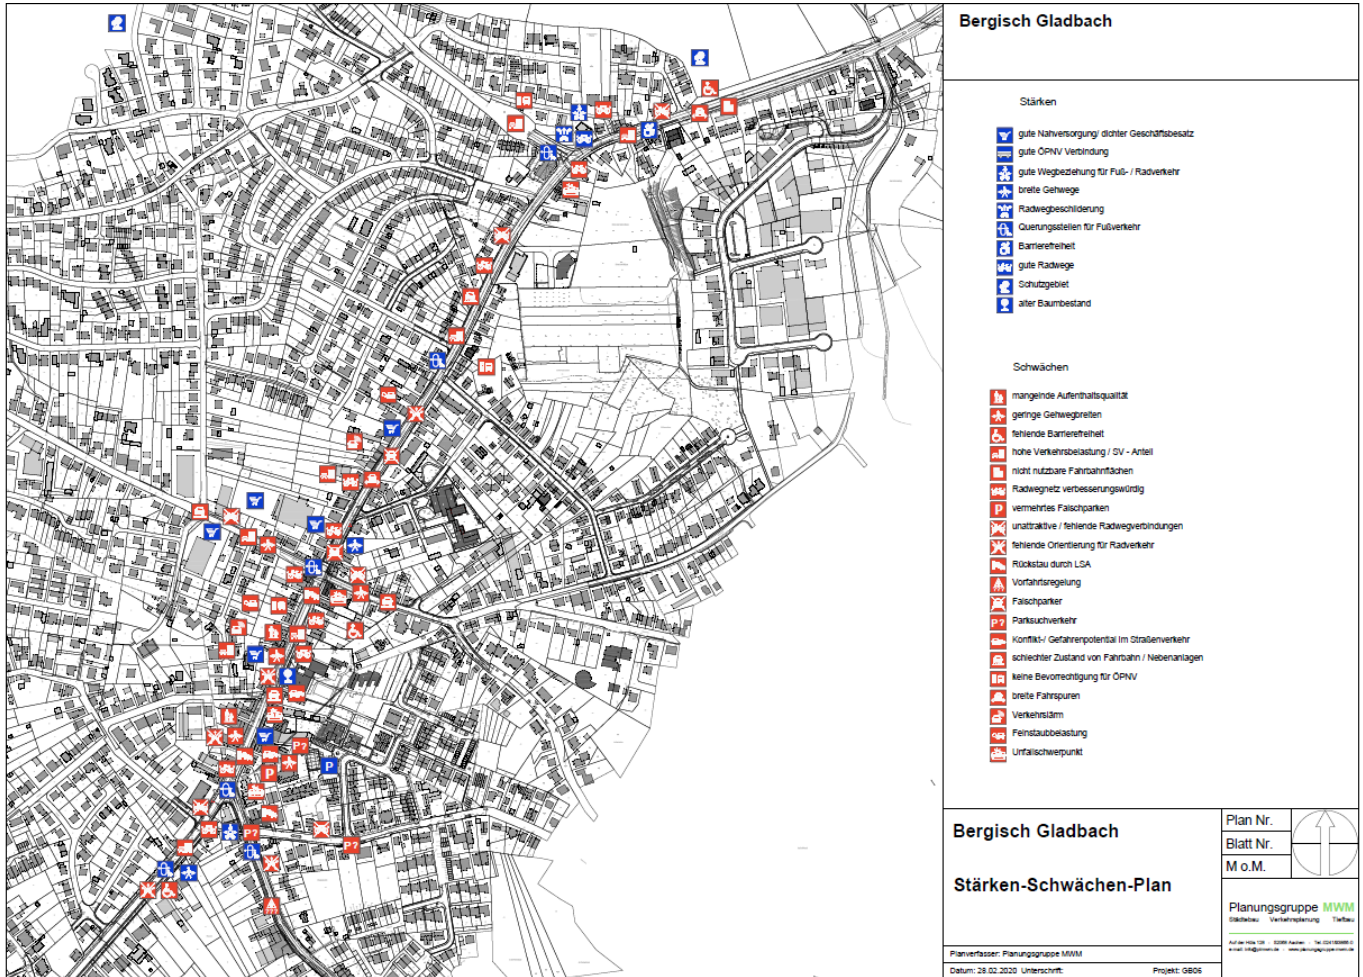 Bergisch Gladbach
Stärken
gute Nahversorgung/ dichter Geschäftsbesatz
gute ÖPNV Verbindung
gute Wegbeziehung für Fuß- / Radverkehr
breite Gehwege
Radwegbeschilderung
Querungsstellen für Fußverkehr
Barrierefreiheit
gute Radwege
Schutzgebiet
alter Baumbestand
Schwächen
mangelnde Aufenthaltsqualität
geringe Gehwegbreiten
fehlende Barrierefreiheit
hohe Verkehrsbelastung / SV - Anteil
nicht nutzbare Fahrbahnflächen
Radwegnetz verbesserungswürdig
P vermehrtes Falschparken
unattraktive / fehlende Radwegverbindungen
fehlende Orientierung für Radverkehr
Rückstau durch LSA
Vorfahrtsregelung
Falschparker
P? Parksuchverkehr
Konflikt-/ Gefahrenpotential im Straßenverkehr
schlechter Zustand von Fahrbahn / Nebenanlagen
keine Bevorrechtigung für ÖPNV
breite Fahrspuren
Verkehrslärm
Feinstaubbelastung
Unfallschwerpunkt
P?
P
P
P?
P?
Bergisch Gladbach
Stärken-Schwächen-Plan
Plan Nr.
Blatt Nr.
M o.M.
Planungsgruppe MWM
Städtebau Verkehrsplanung Tiefbau
Planverfasser: Planungsgruppe MWM
Datum: 28.02.2020 Unterschrift: Projekt: GB06